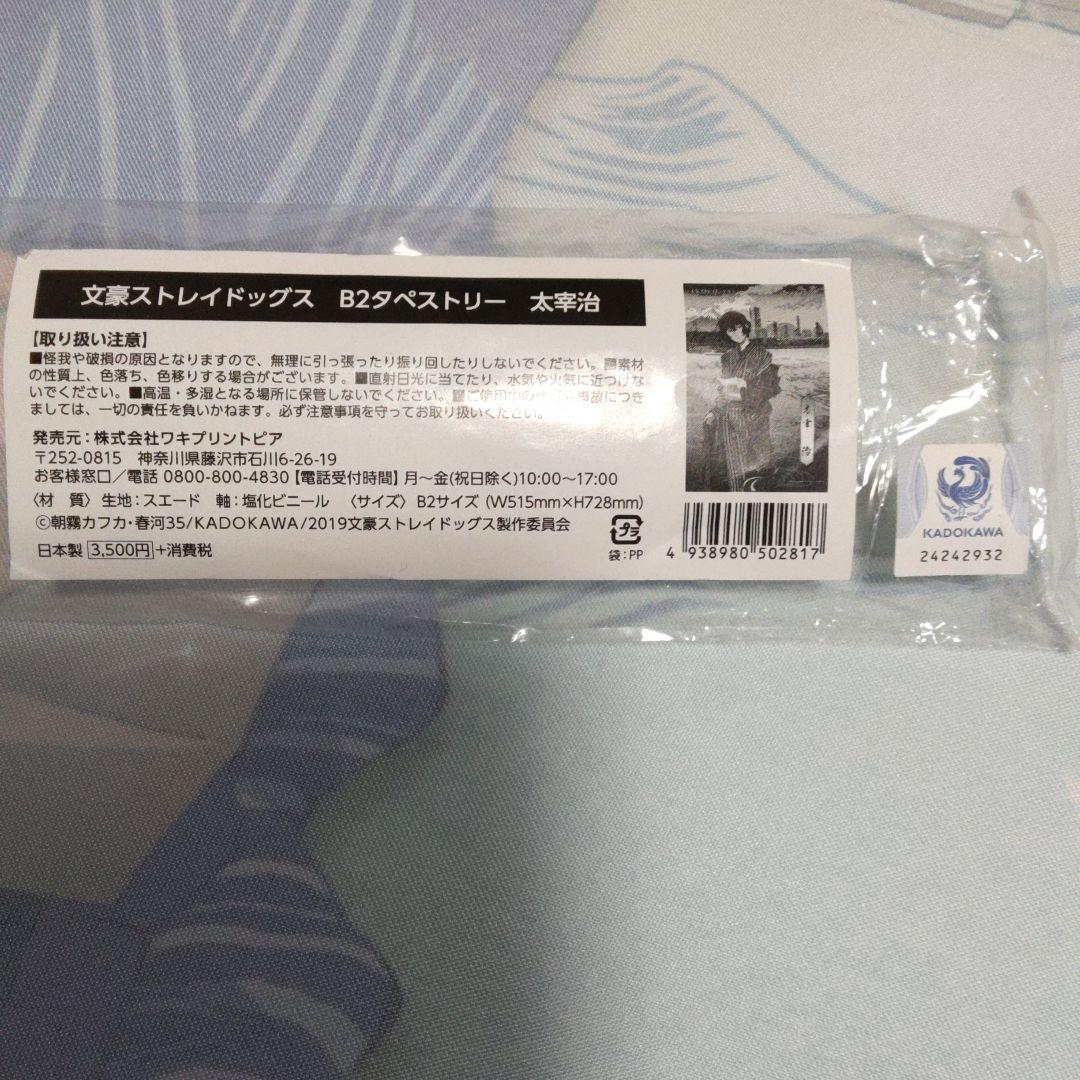 文豪ストレイドッグス　B2タペストリー　太宰治
【取り扱い注意】
■怪我や破損の原因となりますので、無理に引っ張ったり振り回したりしないでください。■素材
の性質上、色落ち、色移りする場合がございます。■直射日光に当てたり、水気や火気に近づけな
いでください。■高温・多湿となる場所に保管しないでください。■ご使用中の 事故につき
ましては、一切の責任を負いかねます。必ず注意事項を守ってお取り扱いください。
発売元：株式会社ワキプリントピア
〒252-0815　神奈川県藤沢市石川6-26-19
お客様窓口／電話 0800-800-4830【電話受付時間】月～金(祝日除く)10:00～17:00
〈材　質〉生地：スエード　軸：塩化ビニール　〈サイズ〉B2サイズ（W515mm×H728mm）
©朝霧カフカ・春河35/KADOKAWA/2019文豪ストレイドッグス製作委員会
日本製 3,500円+消費税
プラ
袋：PP
4 938980 502817
太宰治
KADOKAWA
24242932